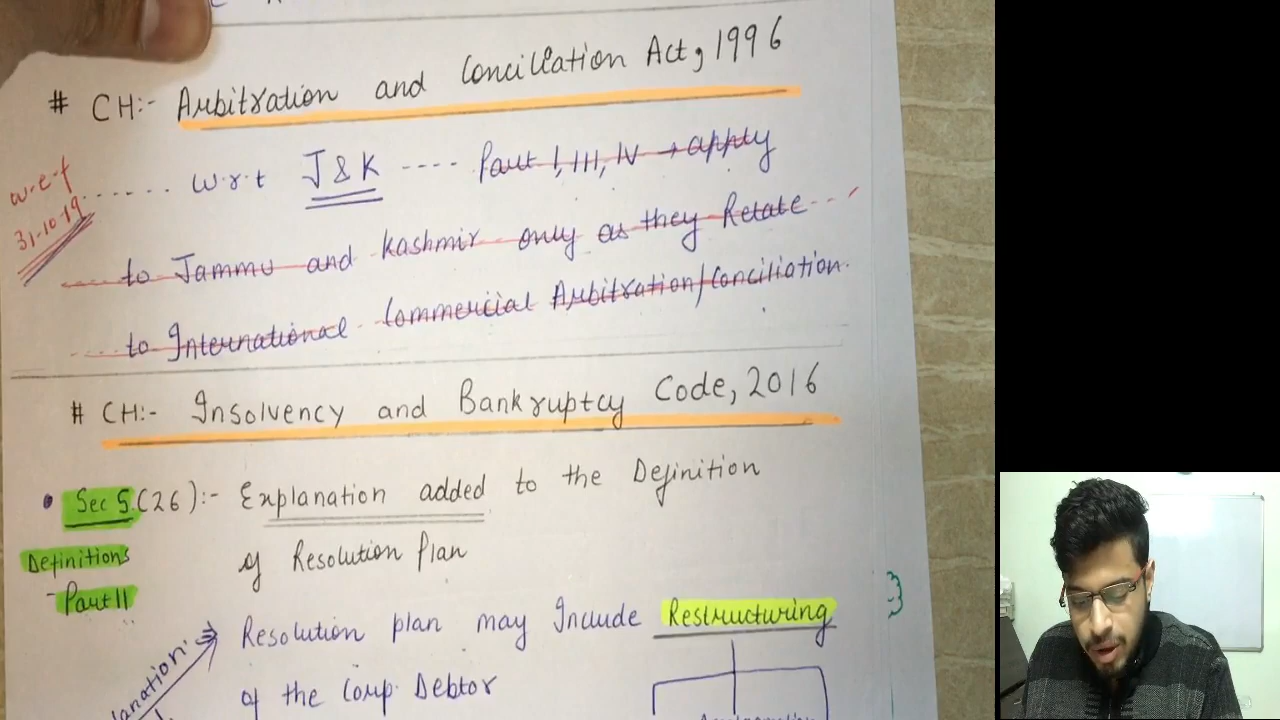 # CH:- Arbitration and Conciliation Act, 1996
w.e.f 31-10-19
...... w.r.t J&K ---- Part I, III, IV → apply
to Jammu and Kashmir only as they Relate
to International Commercial Arbitration/Conciliation.
# CH:- Insolvency and Bankruptcy Code, 2016
• Sec 5(26):- Explanation added to the Definition
Definitions of Resolution Plan
- Part II
Resolution plan may Include Restructuring
of the Corp. Debtor